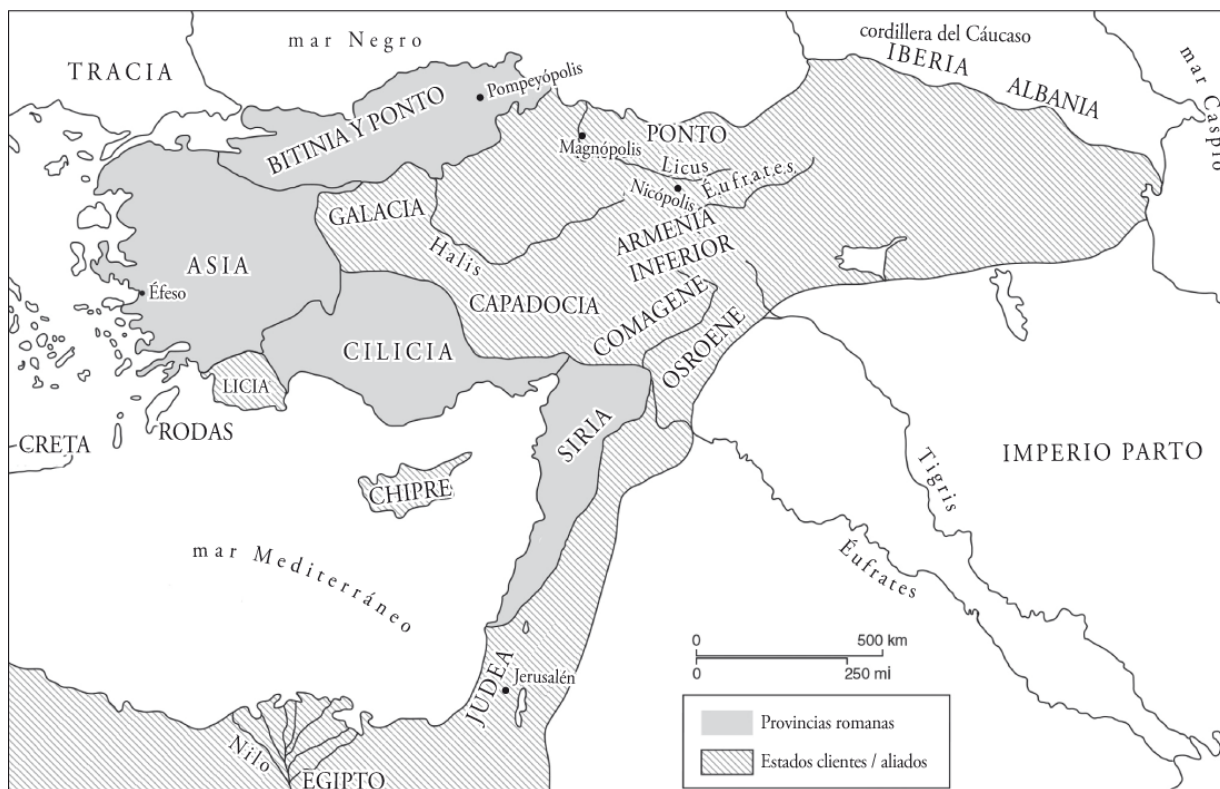 mar Negro
cordillera del Cáucaso
IBERIA
ALBANIA
mar Caspio
TRACIA
Pompeyópolis
BITINIA Y PONTO
PONTO
Magnópolis
Licus
Éufrates
Nicópolis
GALACIA
ARMENIA
INFERIOR
Halis
ASIA
Éfeso
CAPADOCIA
COMAGENE
OSROENE
CILICIA
LICIA
RODAS
CRETA
SIRIA
CHIPRE
IMPERIO PARTO
Tigris
Éufrates
mar Mediterráneo
JUDEA
Jerusalén
Nilo
EGIPTO
0 500 km
0 250 mi
Provincias romanas
Estados clientes / aliados